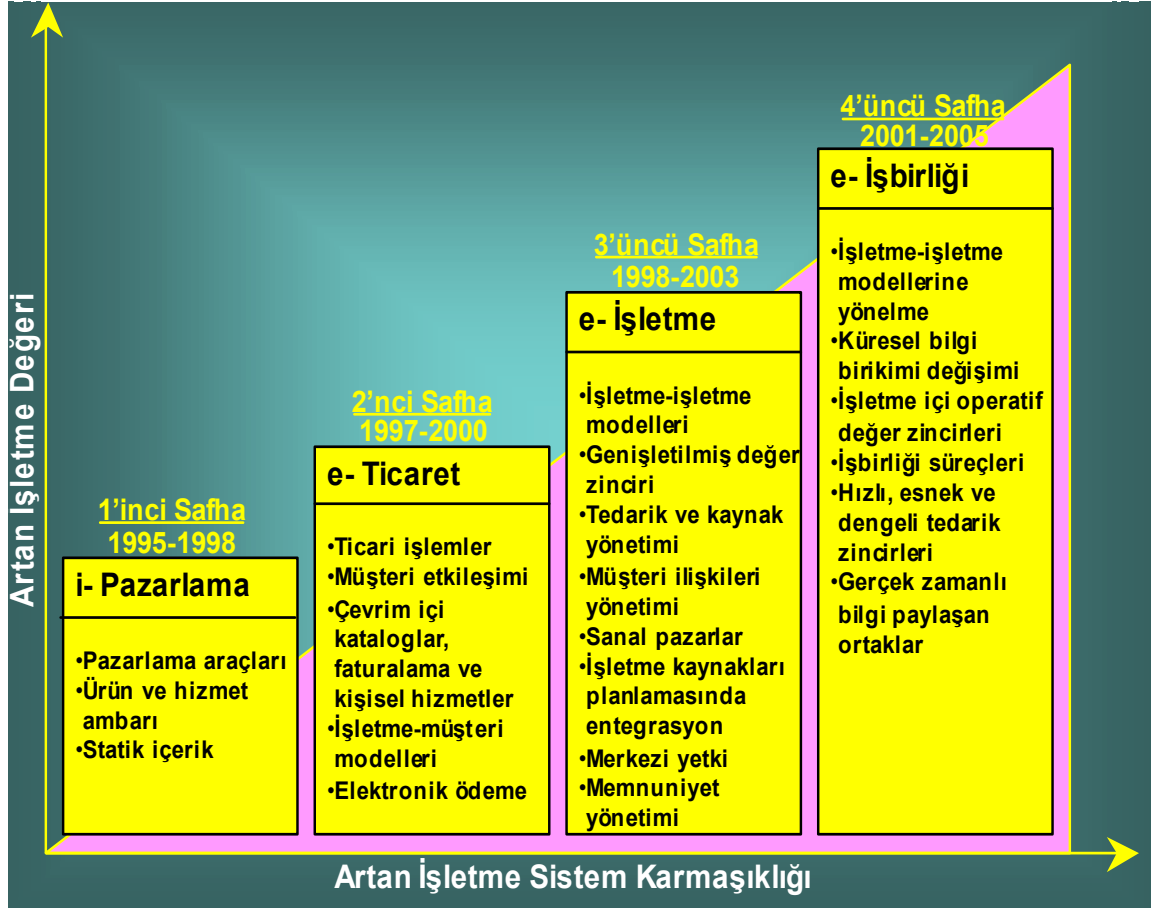 4’üncü Safha
2001-2005
e- İşbirliği
•İşletme-işletme
modellerine
yönelme
•Küresel bilgi
birikimi değişimi
•İşletme içi operatif
değer zincirleri
•İşbirliği süreçleri
•Hızlı, esnek ve
dengeli tedarik
zincirleri
•Gerçek zamanlı
bilgi paylaşan
ortaklar
3’üncü Safha
1998-2003
e- İşletme
•İşletme-işletme
modelleri
•Genişletilmiş değer
zinciri
•Tedarik ve kaynak
yönetimi
•Müşteri ilişkileri
yönetimi
•Sanal pazarlar
•İşletme kaynakları
planlamasında
entegrasyon
•Merkezi yetki
•Memnuniyet
yönetimi
2’nci Safha
1997-2000
e- Ticaret
•Ticari işlemler
•Müşteri etkileşimi
•Çevrim içi
kataloglar,
faturalama ve
kişisel hizmetler
•İşletme-müşteri
modelleri
•Elektronik ödeme
1’inci Safha
1995-1998
i- Pazarlama
•Pazarlama araçları
•Ürün ve hizmet
ambarı
•Statik içerik
Artan İşletme Değeri
Artan İşletme Sistem Karmaşıklığı